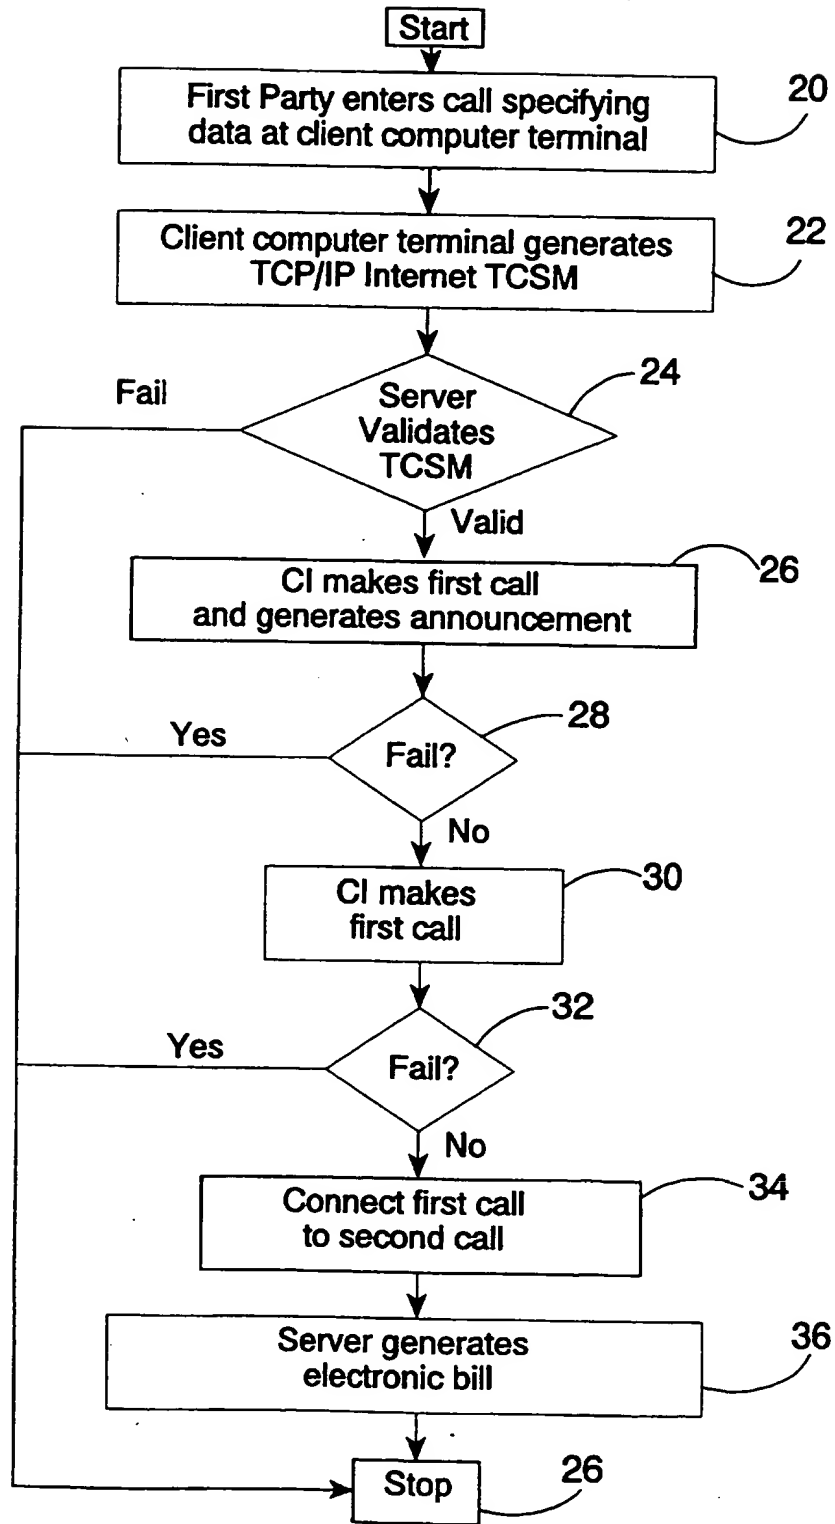 Start
First Party enters call specifying
data at client computer terminal
20
Client computer terminal generates
TCP/IP Internet TCSM
22
Fail
Server
Validates
TCSM
24
Valid
CI makes first call
and generates announcement
26
Yes
Fail?
28
No
CI makes
first call
30
Yes
Fail?
32
No
Connect first call
to second call
34
Server generates
electronic bill
36
Stop
26